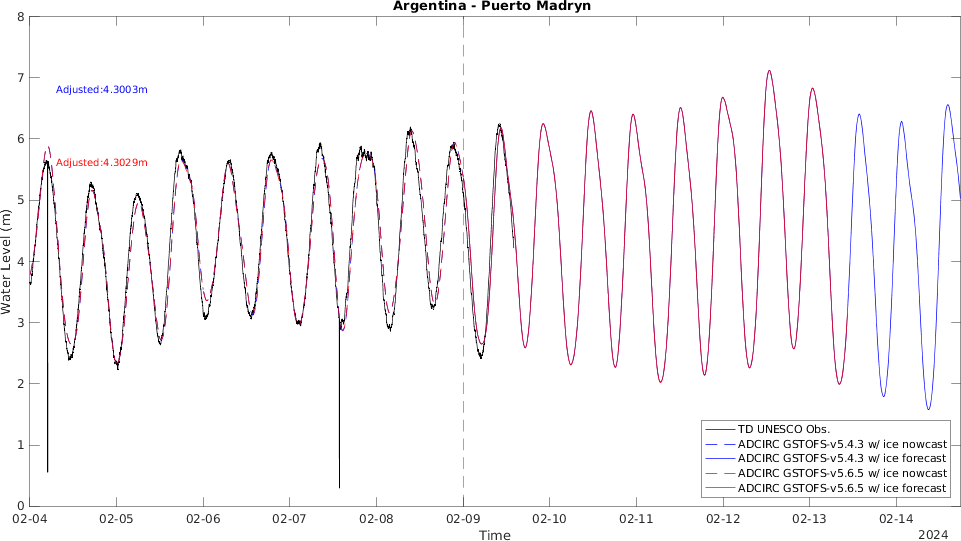 Argentina - Puerto Madryn
8
7
6
5
4
3
2
1
0
Water Level (m)
Adjusted:4.3003m
Adjusted:4.3029m
TD UNESCO Obs.
ADCIRC GSTOFS-v5.4.3 w/ ice nowcast
ADCIRC GSTOFS-v5.4.3 w/ ice forecast
ADCIRC GSTOFS-v5.6.5 w/ ice nowcast
ADCIRC GSTOFS-v5.6.5 w/ ice forecast
02-04 02-05 02-06 02-07 02-08 02-09 02-10 02-11 02-12 02-13 02-14
Time
2024